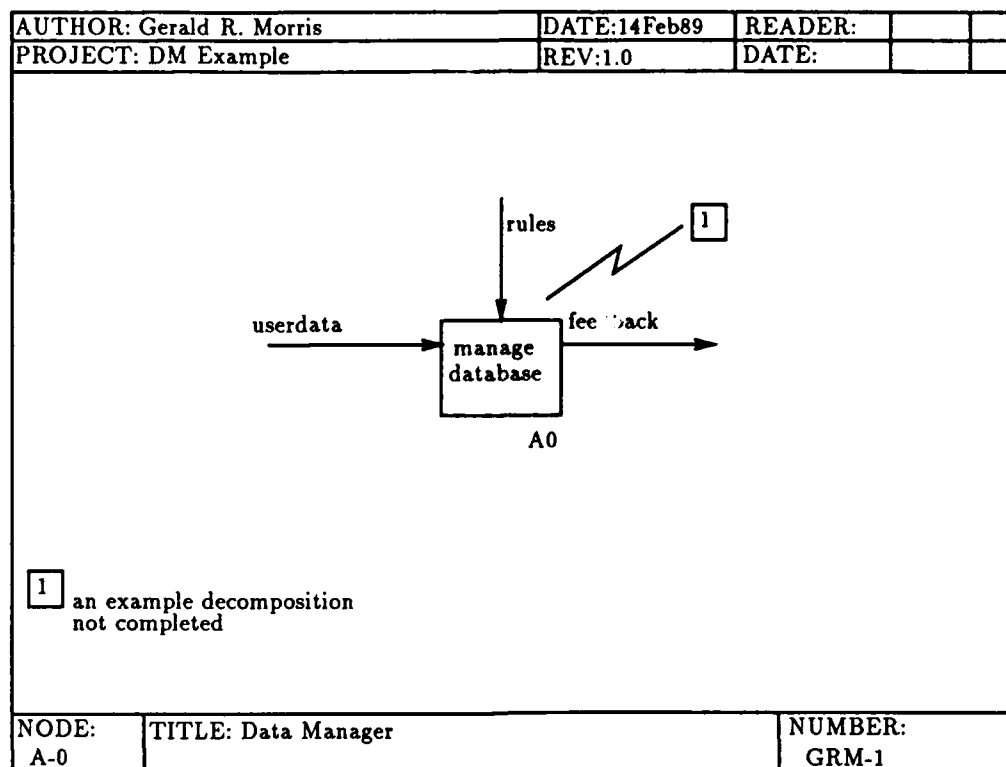 AUTHOR: Gerald R. Morris DATE:14Feb89 READER:
PROJECT: DM Example REV:1.0 DATE:
rules
1
userdata
manage
database
A0
1
an example decomposition
not completed
NODE: TITLE: Data Manager NUMBER:
A-0 GRM-1